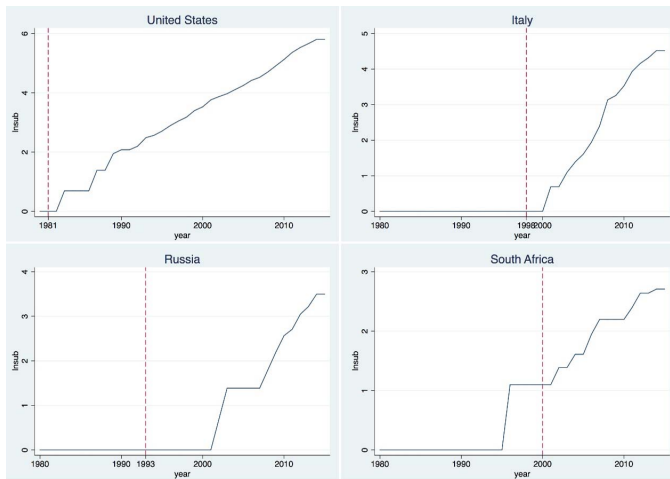 United States
6
4
2
0
lnsub
1981 1990 2000 2010
year
Italy
5
4
3
2
1
0
lnsub
1980 1990 1998 2000 2010
year
Russia
4
3
2
1
0
lnsub
1980 1990 1993 2000 2010
year
South Africa
3
2
1
0
lnsub
1980 1990 2000 2010
year